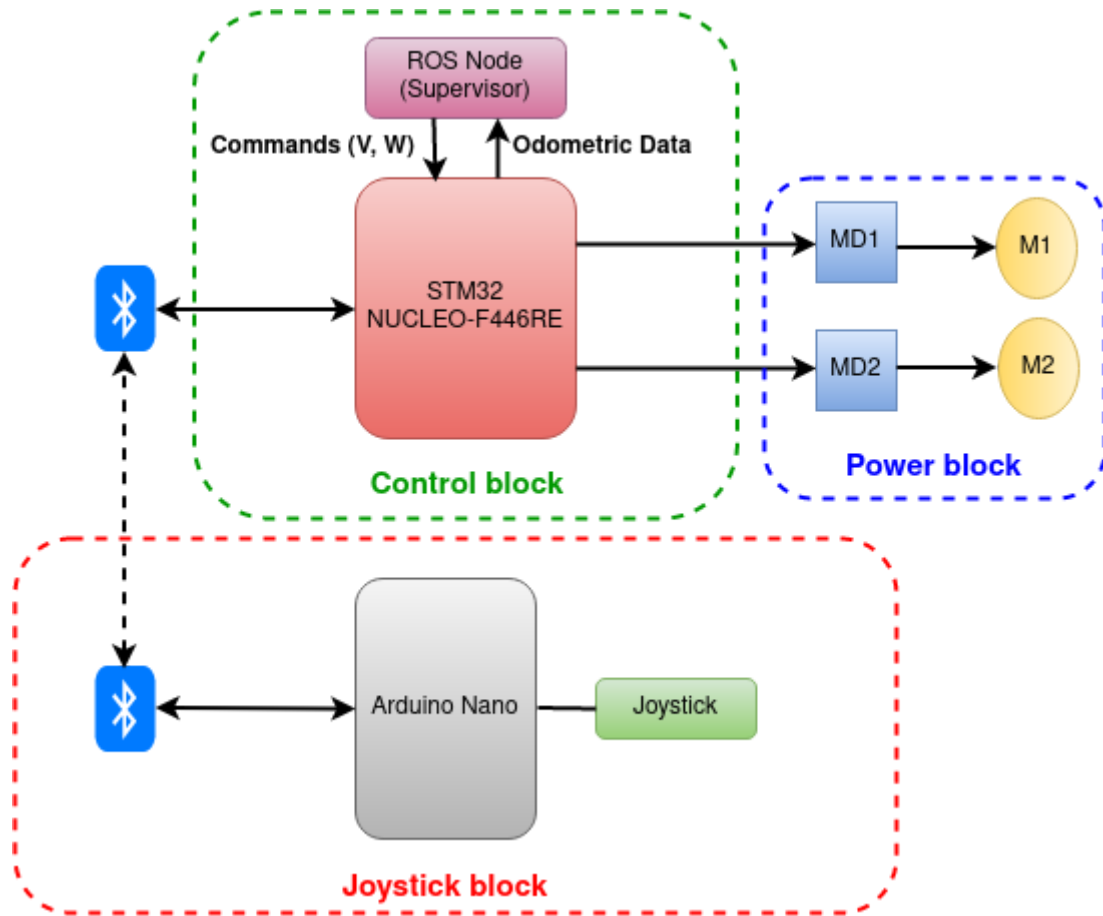 ROS Node
(Supervisor)
Commands (V, W)
Odometric Data
STM32
NUCLEO-F446RE
MD1
M1
MD2
M2
Control block
Power block
Arduino Nano
Joystick
Joystick block